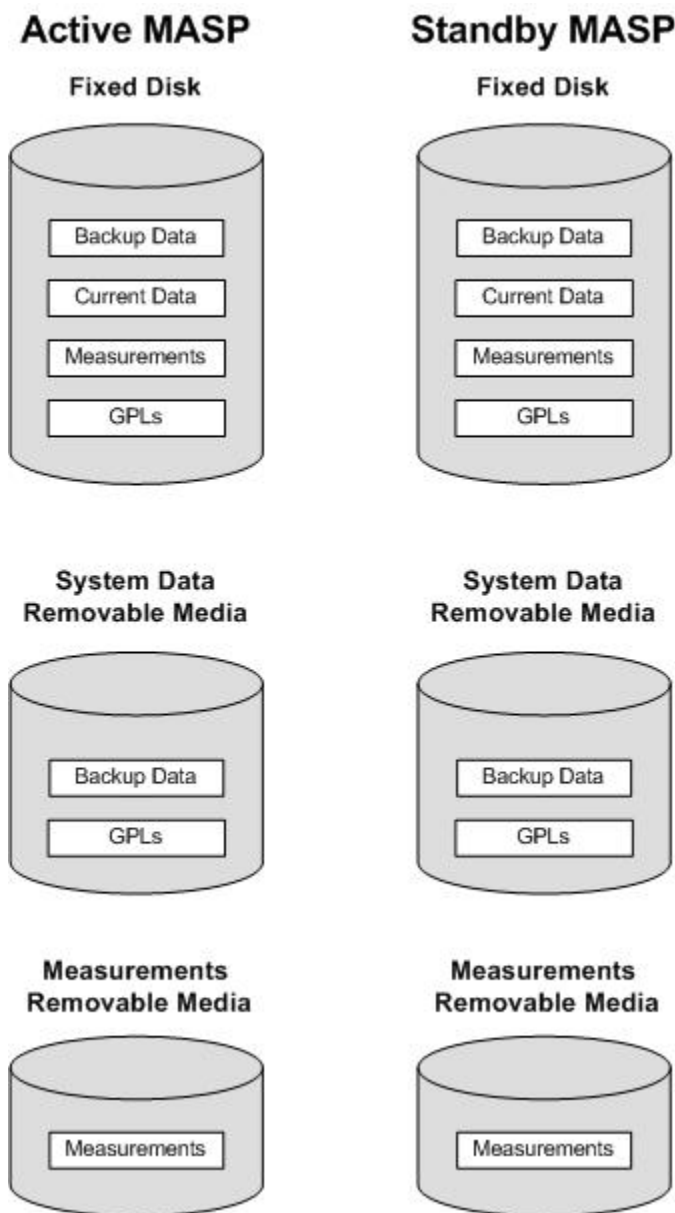 Active MASP
Standby MASP
Fixed Disk
Fixed Disk
Backup Data
Backup Data
Current Data
Current Data
Measurements
Measurements
GPLs
GPLs
System Data
Removable Media
System Data
Removable Media
Backup Data
Backup Data
GPLs
GPLs
Measurements
Removable Media
Measurements
Removable Media
Measurements
Measurements